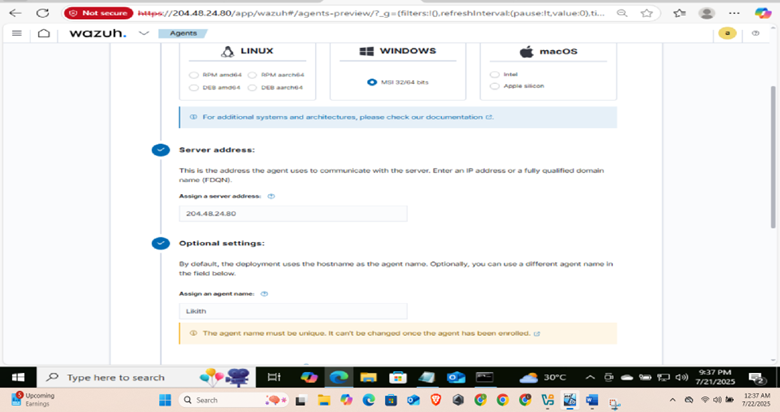 Not secure https://204.48.24.80/app/wazuh#/agents-preview/?_g=(filters:!(),refreshInterval:(pause:!t,value:0),ti...
wazuh. Agents a
LINUX WINDOWS macOS
RPM amd64 RPM aarch64 MSI 32/64 bits Intel
DEB amd64 DEB aarch64 Apple silicon
For additional systems and architectures, please check our documentation.
Server address:
This is the address the agent uses to communicate with the server. Enter an IP address or a fully qualified domain
name (FDQN).
Assign a server address:
204.48.24.80
Optional settings:
By default, the deployment uses the hostname as the agent name. Optionally, you can use a different agent name in
the field below.
Assign an agent name:
Likith
The agent name must be unique. It can't be changed once the agent has been enrolled.
Type here to search 30°C 9:37 PM
7/21/2025 2
Upcoming Search 12:37 AM
Earnings 7/22/2025